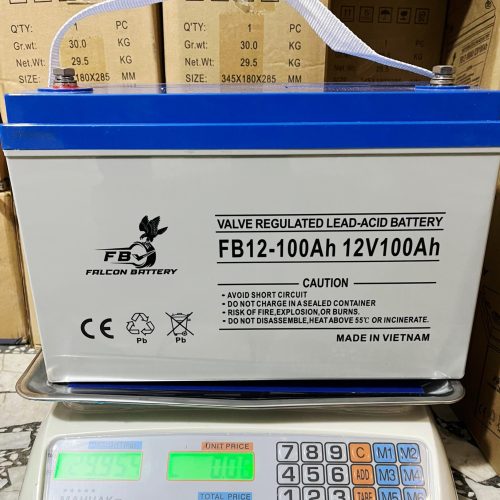 Q'TY: 1 PC
Gr.wt: 30.0 KG
Net.Wt: 29.5 KG
SIZE: 345X180X285 MM
Q'TY: 1 PC
Gr.wt: 30.0 KG
Net.Wt: 29.5
SIZE: 345X180X285 MM
FB
FALCON BATTERY
VALVE REGULATED LEAD-ACID BATTERY
FB12-100Ah 12V100Ah
CAUTION
- AVOID SHORT CIRCUIT
- DO NOT CHARGE IN A SEALED CONTAINER
- RISK OF FIRE,EXPLOSION,OR BURNS.
- DO NOT DISASSEMBLE,HEAT ABOVE 55℃ OR INCINERATE.
CE
Pb
Pb
MADE IN VIETNAM
UNIT PRICE
TOTAL PRICE
7 8 9 C M1 M2
4 5 6 ADD M3
1 2 3 TARE M5 M6